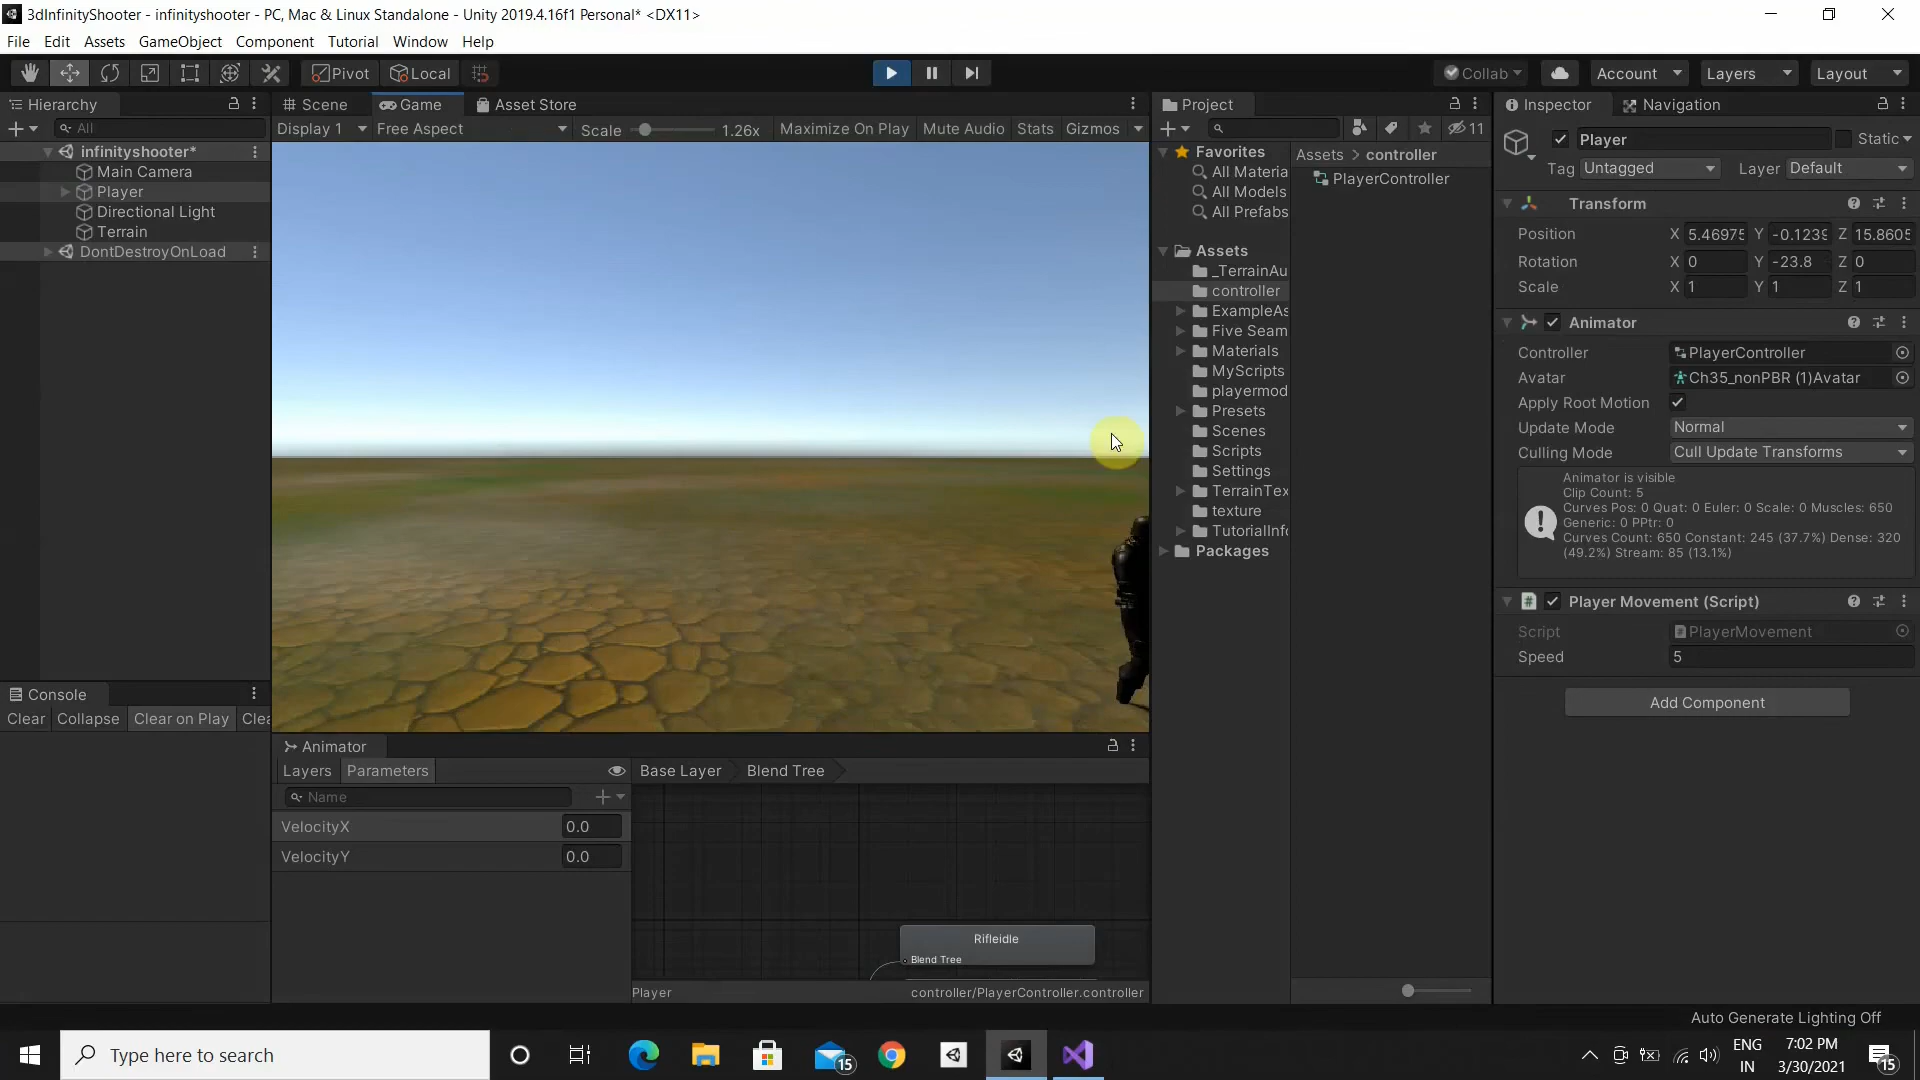 3dInfinityShooter - infinityshooter - PC, Mac & Linux Standalone - Unity 2019.4.16f1 Personal* <DX11>
File Edit Assets GameObject Component Tutorial Window Help
Pivot Local Collab Account Layers Layout
Hierarchy
All
infinityshooter*
Main Camera
Player
Directional Light
Terrain
DontDestroyOnLoad
Console
Clear Collapse Clear on Play Clea
Scene Game Asset Store
Display 1 Free Aspect Scale 1.26x Maximize On Play Mute Audio Stats Gizmos
Animator
Layers Parameters Base Layer Blend Tree
Name
VelocityX 0.0
VelocityY 0.0
Rifleidle
Blend Tree
Player controller/PlayerController.controller
Project
11
Favorites
All Materia
All Models
All Prefabs
Assets
_TerrainAu
controller
ExampleAs
Five Seam
Materials
MyScripts
playermod
Presets
Scenes
Scripts
Settings
TerrainTex
texture
TutorialInfo
Packages
Assets > controller
PlayerController
Inspector Navigation
Player Static
Tag Untagged Layer Default
Transform
Position X 5.46975 Y -0.1239 Z 15.8605
Rotation X 0 Y -23.8 Z 0
Scale X 1 Y 1 Z 1
Animator
Controller PlayerController
Avatar Ch35_nonPBR (1)Avatar
Apply Root Motion
Update Mode Normal
Culling Mode Cull Update Transforms
Animator is visible
Clip Count: 5
Curves Pos: 0 Quat: 0 Euler: 0 Scale: 0 Muscles: 650
Generic: 0 PPtr: 0
Curves Count: 650 Constant: 245 (37.7%) Dense: 320
(49.2%) Stream: 85 (13.1%)
Player Movement (Script)
Script PlayerMovement
Speed 5
Add Component
Auto Generate Lighting Off
Type here to search
15
ENG
IN
7:02 PM
3/30/2021
15